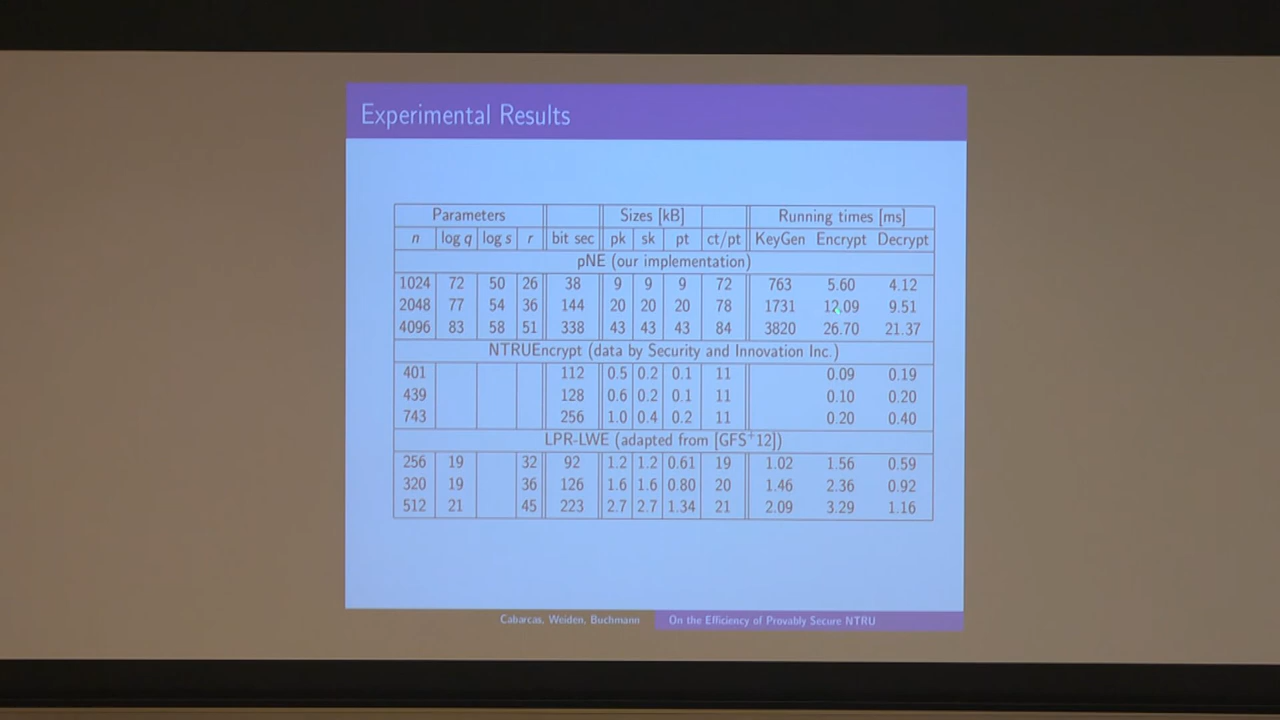 Experimental Results
Parameters Sizes [kB] Running times [ms]
n log q log s r bit sec pk sk pt ct/pt KeyGen Encrypt Decrypt
pNE (our implementation)
1024 72 50 26 38 9 9 9 72 763 5.60 4.12
2048 77 54 36 144 20 20 20 78 1731 12.09 9.51
4096 83 58 51 338 43 43 43 84 3820 26.70 21.37
NTRUEncrypt (data by Security and Innovation Inc.)
401 112 0.5 0.2 0.1 11 0.09 0.19
439 128 0.6 0.2 0.1 11 0.10 0.20
743 256 1.0 0.4 0.2 11 0.20 0.40
LPR-LWE (adapted from [GFS+12])
256 19 32 92 1.2 1.2 0.61 19 1.02 1.56 0.59
320 19 36 126 1.6 1.6 0.80 20 1.46 2.36 0.92
512 21 45 223 2.7 2.7 1.34 21 2.09 3.29 1.16
Cabarcas, Weiden, Buchmann On the Efficiency of Provably Secure NTRU